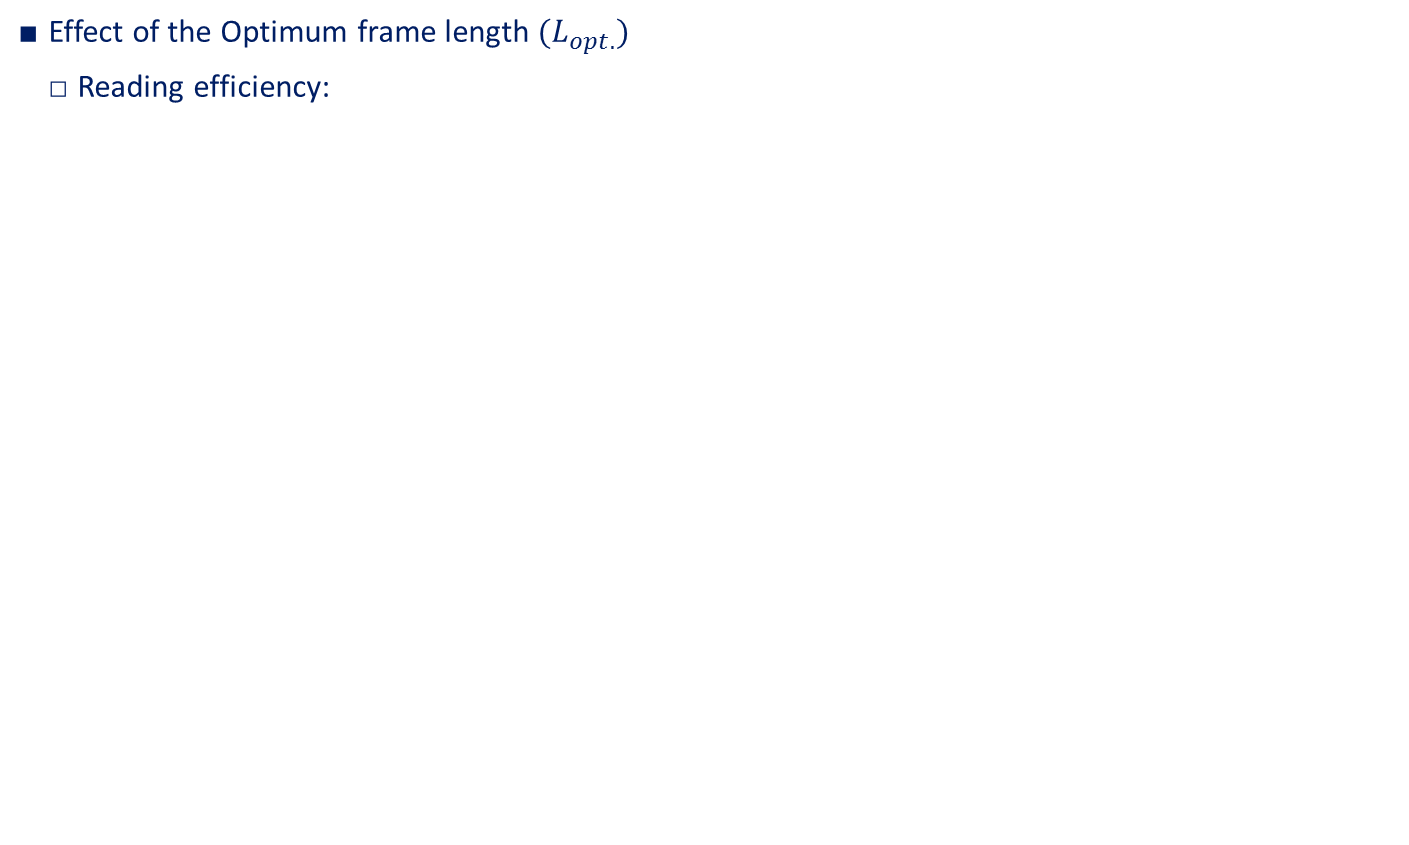 ■ Effect of the Optimum frame length (L_opt.)
□ Reading efficiency: